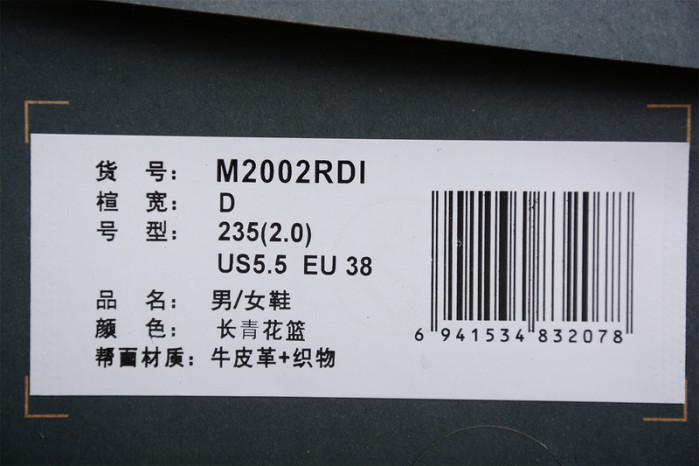 货 号： M2002RDI
楦 宽： D
号 型： 235(2.0)
US5.5 EU 38
品 名： 男/女鞋
颜 色： 长青花篮
帮面材质：牛皮革+织物
6 941534 832078